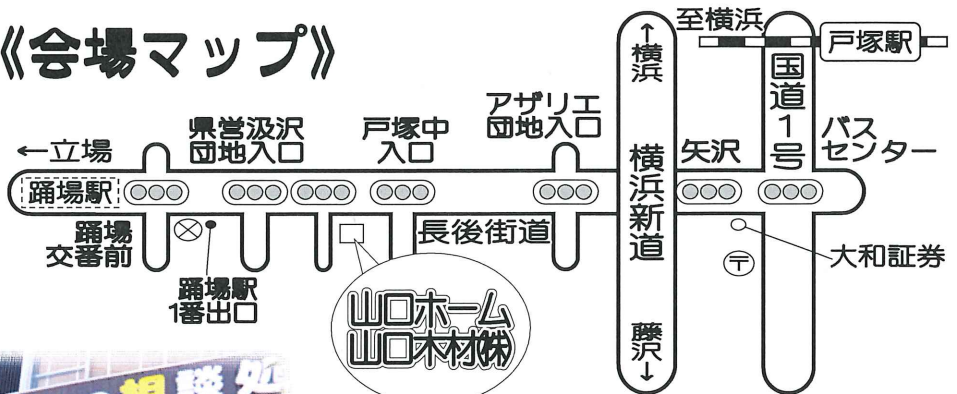 《会場マップ》
至横浜
戸塚駅
↑横浜
国道1号
アザリエ
団地入口
県営汲沢
団地入口
戸塚中
入口
バス
センター
←立場
矢沢
横浜新道
踊場駅
踊場
交番前
長後街道
〒
大和証券
踊場駅
1番出口
山口ホーム
山口木材㈱
藤沢↓
相談処